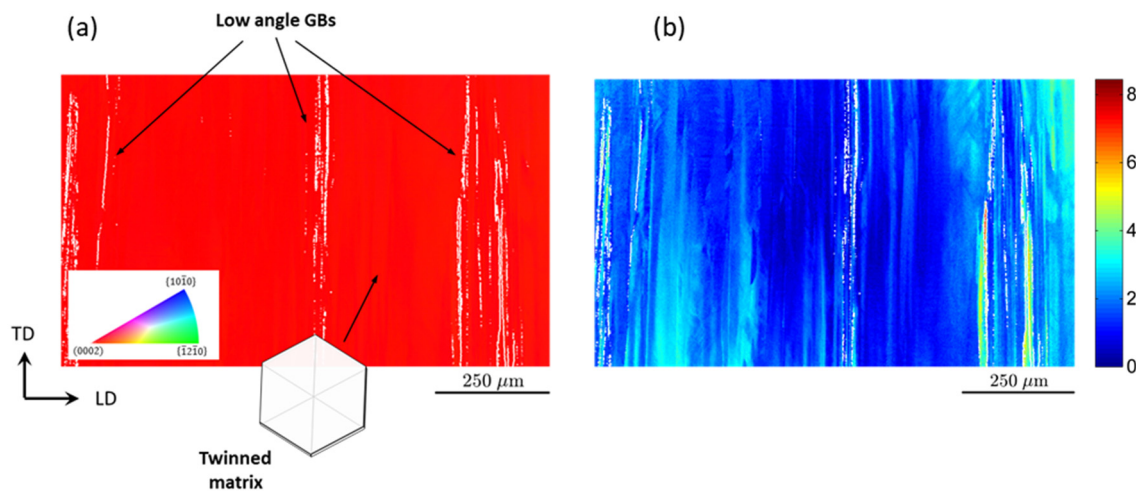 (a)
Low angle GBs
(b)
{101̅0}
(0002)
{1̅21̅0}
TD
LD
250 μm
Twinned
matrix
250 μm
8
6
4
2
0